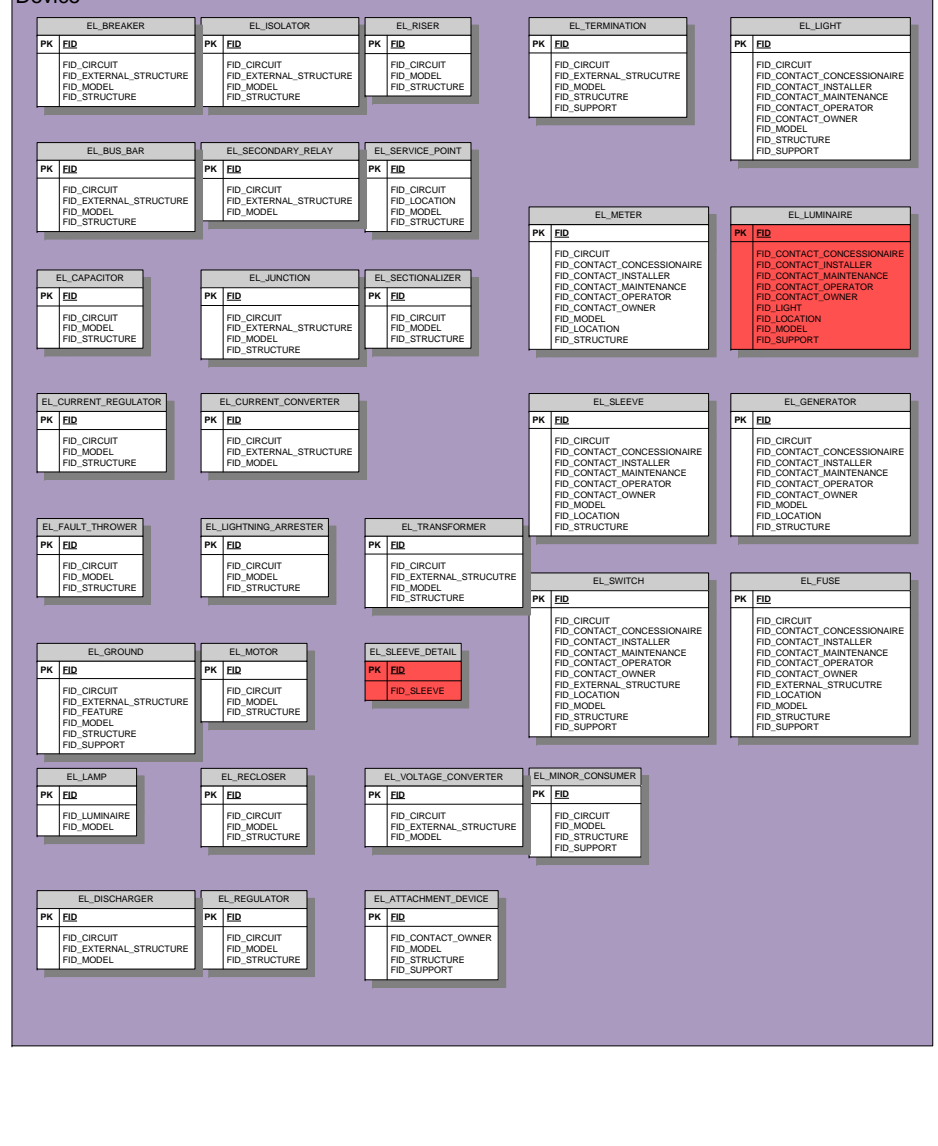 Device
EL_BREAKER
PK FID
FID_CIRCUIT
FID_EXTERNAL_STRUCTURE
FID_MODEL
FID_STRUCTURE
EL_ISOLATOR
PK FID
FID_CIRCUIT
FID_EXTERNAL_STRUCTURE
FID_MODEL
FID_STRUCTURE
EL_RISER
PK FID
FID_CIRCUIT
FID_MODEL
FID_STRUCTURE
EL_TERMINATION
PK FID
FID_CIRCUIT
FID_EXTERNAL_STRUCUTRE
FID_MODEL
FID_STRUCUTRE
FID_SUPPORT
EL_LIGHT
PK FID
FID_CIRCUIT
FID_CONTACT_CONCESSIONAIRE
FID_CONTACT_INSTALLER
FID_CONTACT_MAINTENANCE
FID_CONTACT_OPERATOR
FID_CONTACT_OWNER
FID_MODEL
FID_STRUCTURE
FID_SUPPORT
EL_BUS_BAR
PK FID
FID_CIRCUIT
FID_EXTERNAL_STRUCTURE
FID_MODEL
FID_STRUCTURE
EL_SECONDARY_RELAY
PK FID
FID_CIRCUIT
FID_EXTERNAL_STRUCTURE
FID_MODEL
EL_SERVICE_POINT
PK FID
FID_CIRCUIT
FID_LOCATION
FID_MODEL
FID_STRUCTURE
EL_METER
PK FID
FID_CIRCUIT
FID_CONTACT_CONCESSIONAIRE
FID_CONTACT_INSTALLER
FID_CONTACT_MAINTENANCE
FID_CONTACT_OPERATOR
FID_CONTACT_OWNER
FID_MODEL
FID_LOCATION
FID_STRUCTURE
EL_LUMINAIRE
PK FID
FID_CONTACT_CONCESSIONAIRE
FID_CONTACT_INSTALLER
FID_CONTACT_MAINTENANCE
FID_CONTACT_OPERATOR
FID_CONTACT_OWNER
FID_LIGHT
FID_LOCATION
FID_MODEL
FID_SUPPORT
EL_CAPACITOR
PK FID
FID_CIRCUIT
FID_MODEL
FID_STRUCTURE
EL_JUNCTION
PK FID
FID_CIRCUIT
FID_EXTERNAL_STRUCTURE
FID_MODEL
FID_STRUCTURE
EL_SECTIONALIZER
PK FID
FID_CIRCUIT
FID_MODEL
FID_STRUCTURE
EL_CURRENT_REGULATOR
PK FID
FID_CIRCUIT
FID_MODEL
FID_STRUCTURE
EL_CURRENT_CONVERTER
PK FID
FID_CIRCUIT
FID_EXTERNAL_STRUCTURE
FID_MODEL
EL_SLEEVE
PK FID
FID_CIRCUIT
FID_CONTACT_CONCESSIONAIRE
FID_CONTACT_INSTALLER
FID_CONTACT_MAINTENANCE
FID_CONTACT_OPERATOR
FID_CONTACT_OWNER
FID_MODEL
FID_LOCATION
FID_STRUCTURE
EL_GENERATOR
PK FID
FID_CIRCUIT
FID_CONTACT_CONCESSIONAIRE
FID_CONTACT_INSTALLER
FID_CONTACT_MAINTENANCE
FID_CONTACT_OPERATOR
FID_CONTACT_OWNER
FID_MODEL
FID_LOCATION
FID_STRUCTURE
EL_FAULT_THROWER
PK FID
FID_CIRCUIT
FID_MODEL
FID_STRUCTURE
EL_LIGHTNING_ARRESTER
PK FID
FID_CIRCUIT
FID_MODEL
FID_STRUCTURE
EL_TRANSFORMER
PK FID
FID_CIRCUIT
FID_EXTERNAL_STRUCUTRE
FID_MODEL
FID_STRUCTURE
EL_SWITCH
PK FID
FID_CIRCUIT
FID_CONTACT_CONCESSIONAIRE
FID_CONTACT_INSTALLER
FID_CONTACT_MAINTENANCE
FID_CONTACT_OPERATOR
FID_CONTACT_OWNER
FID_EXTERNAL_STRUCTURE
FID_LOCATION
FID_MODEL
FID_STRUCTURE
FID_SUPPORT
EL_FUSE
PK FID
FID_CIRCUIT
FID_CONTACT_CONCESSIONAIRE
FID_CONTACT_INSTALLER
FID_CONTACT_MAINTENANCE
FID_CONTACT_OPERATOR
FID_CONTACT_OWNER
FID_EXTERNAL_STRUCUTRE
FID_LOCATION
FID_MODEL
FID_STRUCTURE
FID_SUPPORT
EL_GROUND
PK FID
FID_CIRCUIT
FID_EXTERNAL_STRUCTURE
FID_FEATURE
FID_MODEL
FID_STRUCTURE
FID_SUPPORT
EL_MOTOR
PK FID
FID_CIRCUIT
FID_MODEL
FID_STRUCTURE
EL_SLEEVE_DETAIL
PK FID
FID_SLEEVE
EL_LAMP
PK FID
FID_LUMINAIRE
FID_MODEL
EL_RECLOSER
PK FID
FID_CIRCUIT
FID_MODEL
FID_STRUCTURE
EL_VOLTAGE_CONVERTER
PK FID
FID_CIRCUIT
FID_EXTERNAL_STRUCTURE
FID_MODEL
EL_MINOR_CONSUMER
PK FID
FID_CIRCUIT
FID_MODEL
FID_STRUCTURE
FID_SUPPORT
EL_DISCHARGER
PK FID
FID_CIRCUIT
FID_EXTERNAL_STRUCTURE
FID_MODEL
EL_REGULATOR
PK FID
FID_CIRCUIT
FID_MODEL
FID_STRUCTURE
EL_ATTACHMENT_DEVICE
PK FID
FID_CONTACT_OWNER
FID_MODEL
FID_STRUCTURE
FID_SUPPORT